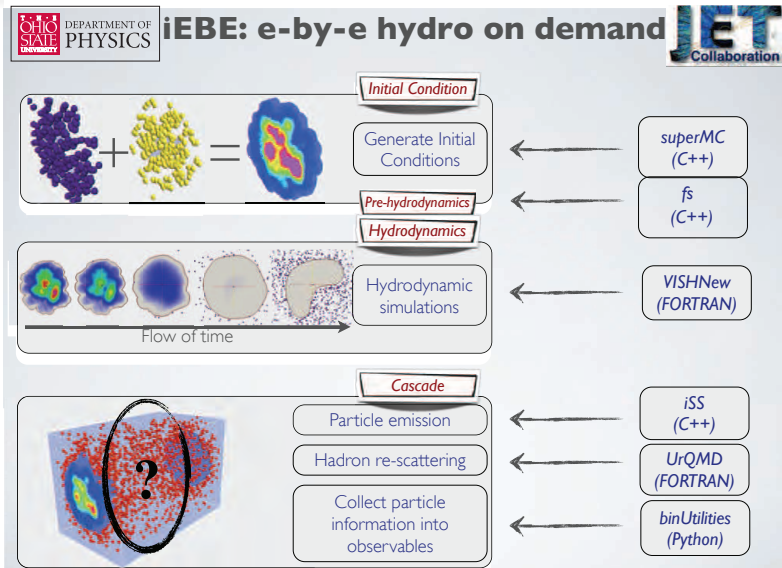 THE
OHIO
STATE
UNIVERSITY
DEPARTMENT OF
PHYSICS
iEBE: e-by-e hydro on demand
JET
Collaboration
Initial Condition
+
=
Generate Initial
Conditions
superMC
(C++)
Pre-hydrodynamics
fs
(C++)
Hydrodynamics
Hydrodynamic
simulations
VISHNew
(FORTRAN)
Flow of time
Cascade
Particle emission
iSS
(C++)
Hadron re-scattering
UrQMD
(FORTRAN)
?
Collect particle
information into
observables
binUtilities
(Python)